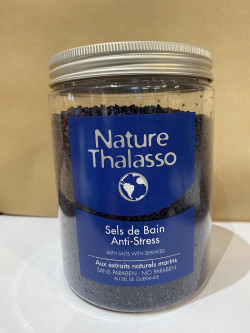 Nature
Thalasso
Sels de Bain
Anti-Stress
BATH SALTS WITH SEAWEED
Aux extraits naturels marins
SANS PARABEN - NO PARABEN
AU SEL DE GUÉRANDE